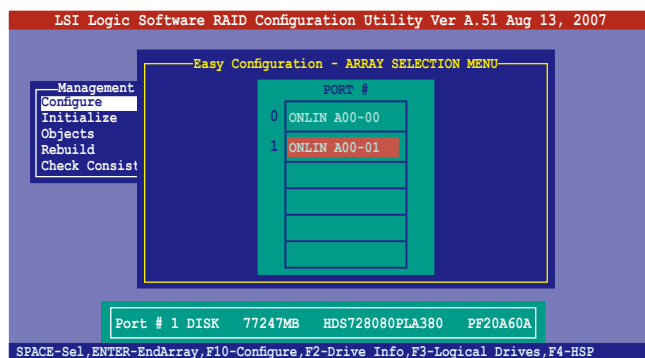 LSI Logic Software RAID Configuration Utility Ver A.51 Aug 13, 2007
Easy Configuration - ARRAY SELECTION MENU
Management
Configure
Initialize
Objects
Rebuild
Check Consist
PORT #
0 ONLIN A00-00
1 ONLIN A00-01
Port # 1 DISK 77247MB HDS728080PLA380 PF20A60A
SPACE-Sel,ENTER-EndArray,F10-Configure,F2-Drive Info,F3-Logical Drives,F4-HSP